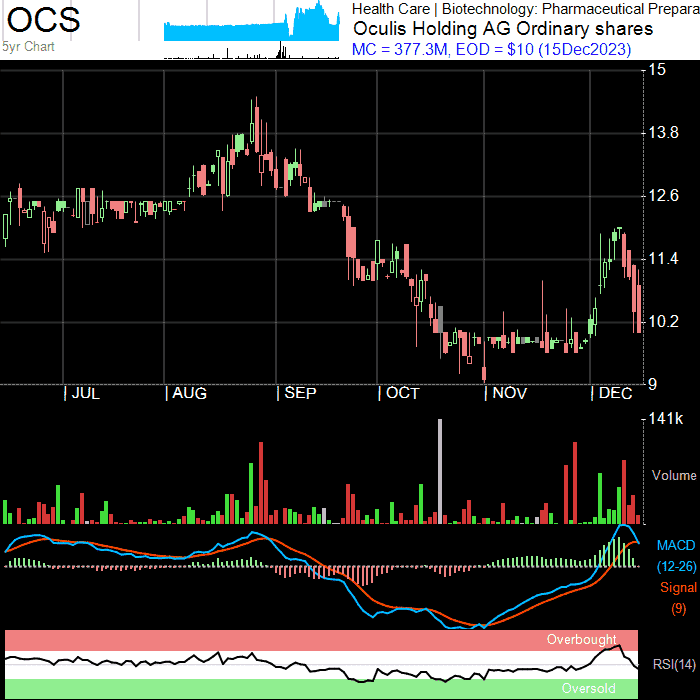 OCS
5yr Chart
Health Care | Biotechnology: Pharmaceutical Prepara
Oculis Holding AG Ordinary shares
MC = 377.3M, EOD = $10 (15Dec2023)
15
13.8
12.6
11.4
10.2
9
| JUL | AUG | SEP | OCT | NOV | DEC
141k
Volume
MACD
(12-26)
Signal
(9)
Overbought
RSI(14)
Oversold